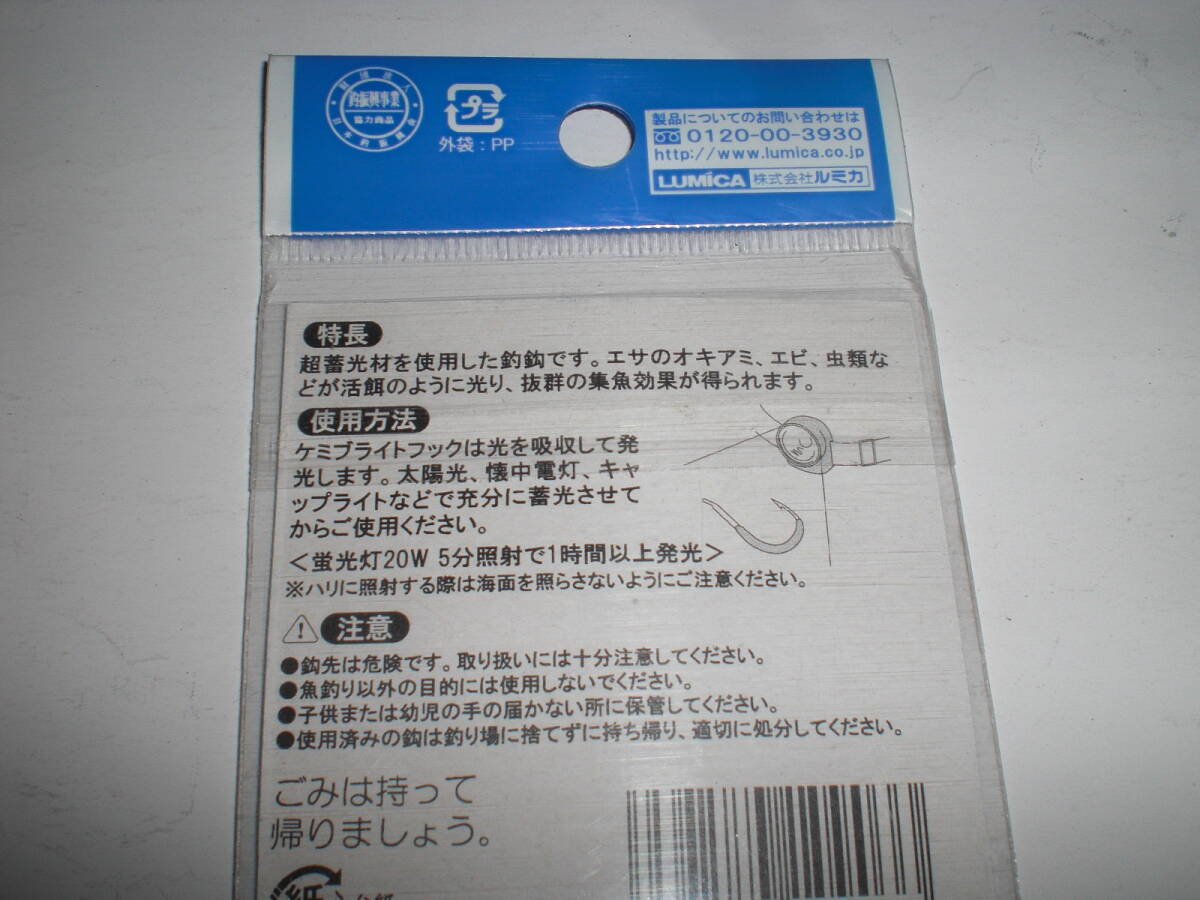 財団法人
釣振興事業
協力商品
日本釣振興会
プラ
外袋：PP
製品についてのお問い合わせは
0120-00-3930
http://www.lumica.co.jp
LUMICA 株式会社ルミカ
特長
超蓄光材を使用した釣鈎です。エサのオキアミ、エビ、虫類な
どが活餌のように光り、抜群の集魚効果が得られます。
使用方法
ケミブライトフックは光を吸収して発
光します。太陽光、懐中電灯、キャ
ップライトなどで充分に蓄光させて
からご使用ください。
＜蛍光灯20W 5分照射で1時間以上発光＞
※ハリに照射する際は海面を照らさないようにご注意ください。
注意
●鈎先は危険です。取り扱いには十分注意してください。
●魚釣り以外の目的には使用しないでください。
●子供または幼児の手の届かない所に保管してください。
●使用済みの鈎は釣り場に捨てずに持ち帰り、適切に処分してください。
ごみは持って
帰りましょう。
紙